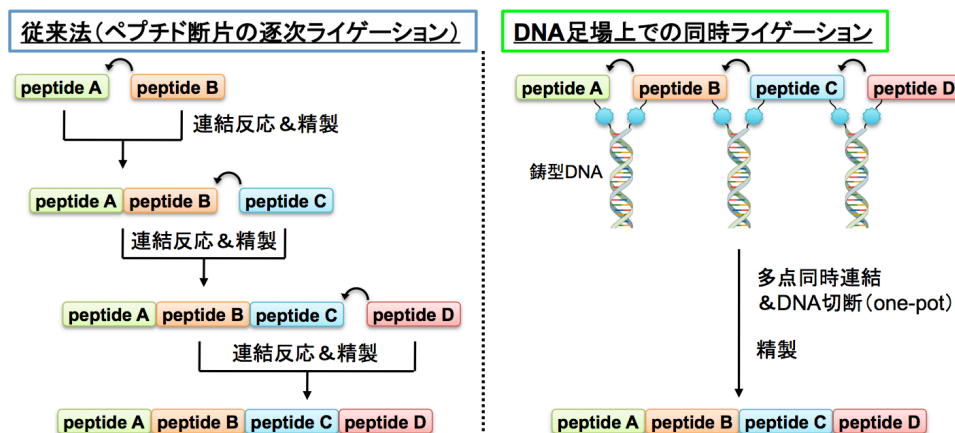 従来法(ペプチド断片の逐次ライゲーション)
peptide A
peptide B
連結反応&精製
peptide A
peptide B
peptide C
連結反応&精製
peptide A
peptide B
peptide C
peptide D
連結反応&精製
peptide A
peptide B
peptide C
peptide D
DNA足場上での同時ライゲーション
peptide A
peptide B
peptide C
peptide D
鋳型DNA
多点同時連結
&DNA切断(one-pot)
精製
peptide A
peptide B
peptide C
peptide D